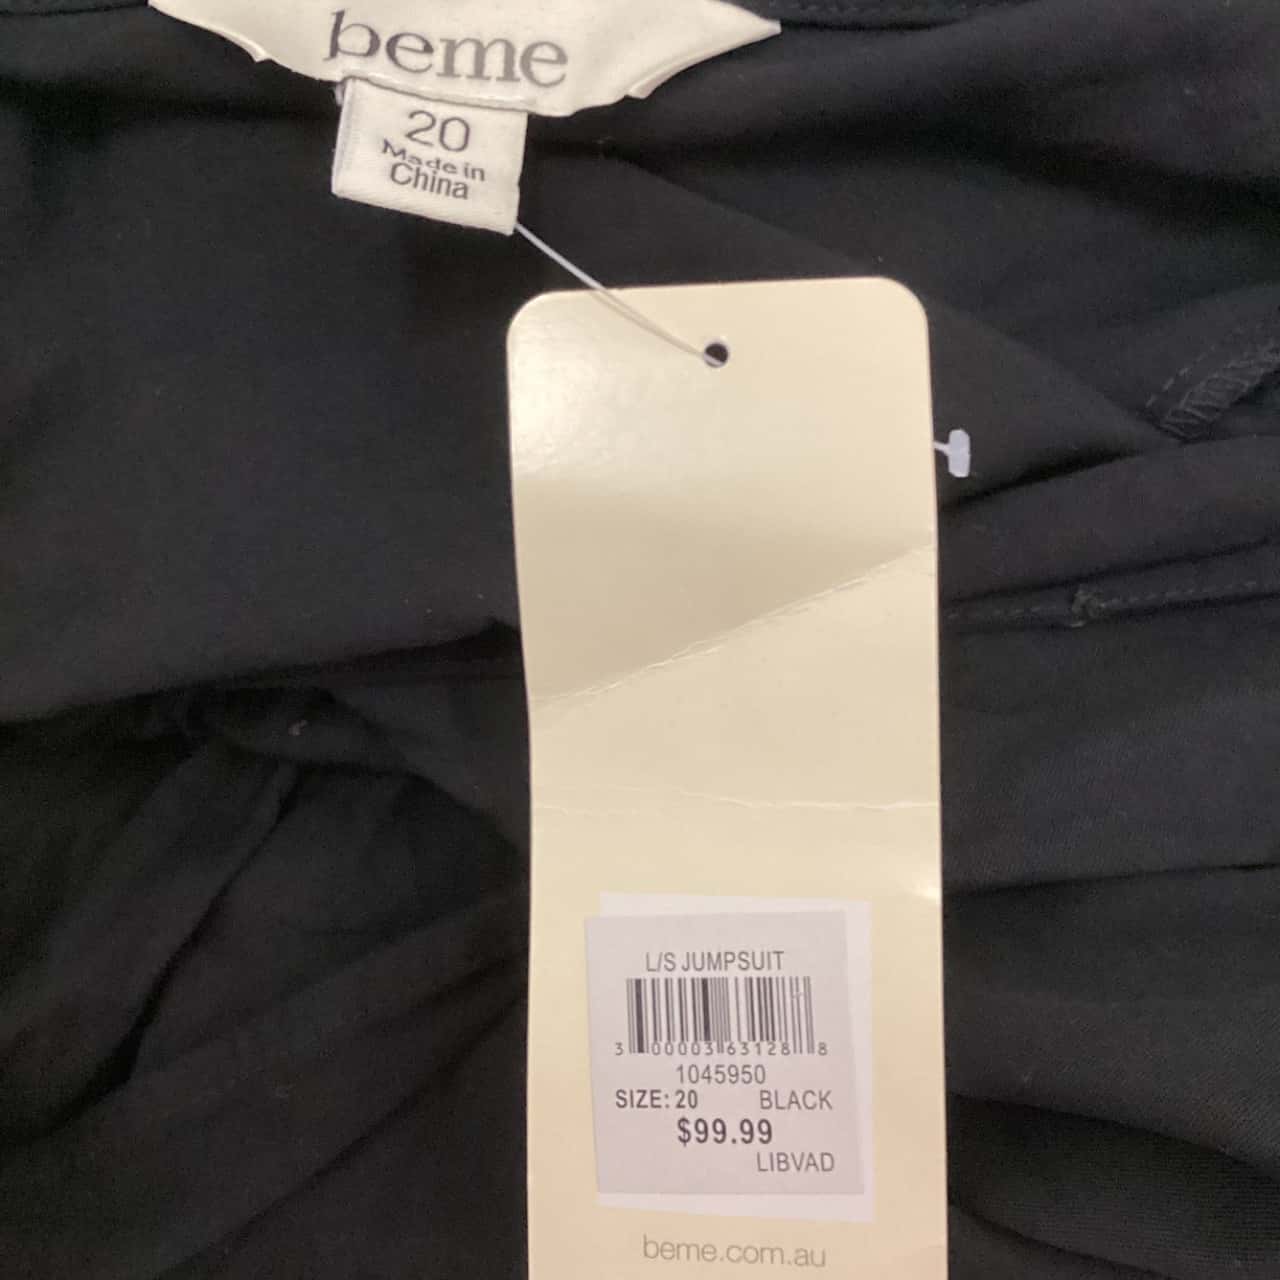 beme
20
Made in
China
L/S JUMPSUIT
3 00003 63128 8
1045950
SIZE: 20 BLACK
$99.99
LIBVAD
beme.com.au